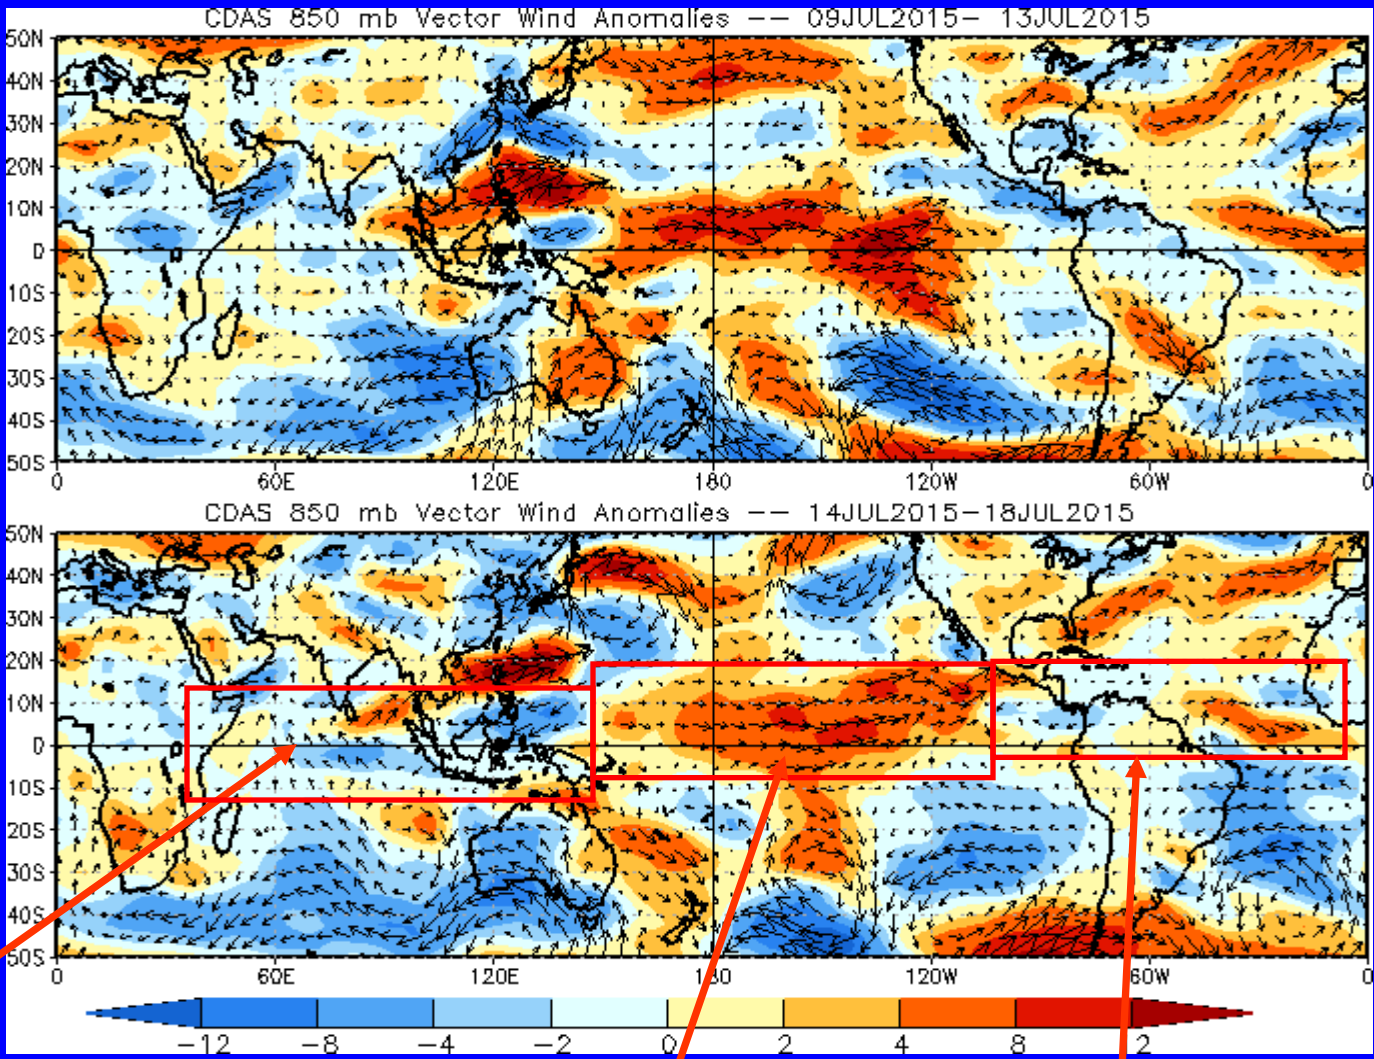 CDAS 850 mb Vector Wind Anomalies -- 09JUL2015- 13JUL2015
50N
40N
30N
20N
10N
0
10S
20S
30S
40S
50S
0 60E 120E 180 120W 60W 0
CDAS 850 mb Vector Wind Anomalies -- 14JUL2015-18JUL2015
50N
40N
30N
20N
10N
0
10S
20S
30S
40S
50S
0 60E 120E 180 120W 60W 0
-12 -8 -4 -2 0 2 4 8 2